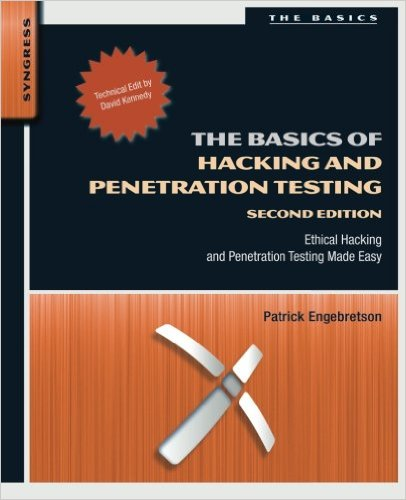 THE BASICS
SYNGRESS
Technical Edit by
David Kennedy
THE BASICS OF
HACKING AND
PENETRATION TESTING
SECOND EDITION
Ethical Hacking
and Penetration Testing Made Easy
Patrick Engebretson